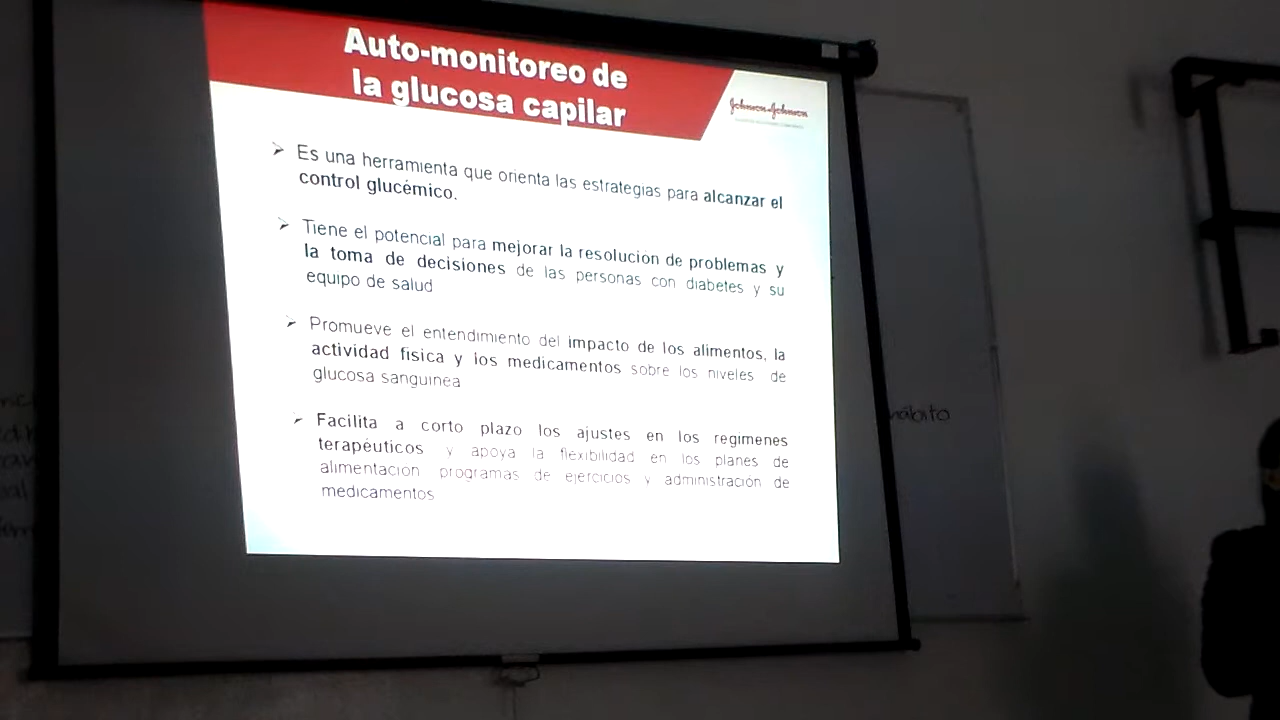 Auto-monitoreo de
la glucosa capilar
Johnson & Johnson
➢ Es una herramienta que orienta las estrategias para alcanzar el
control glucémico.
➢ Tiene el potencial para mejorar la resolución de problemas y
la toma de decisiones de las personas con diabetes y su
equipo de salud
➢ Promueve el entendimiento del impacto de los alimentos, la
actividad física y los medicamentos sobre los niveles de
glucosa sanguínea
➢ Facilita a corto plazo los ajustes en los regímenes
terapéuticos y apoya la flexibilidad en los planes de
alimentación programas de ejercicios y administración de
medicamentos
hábito